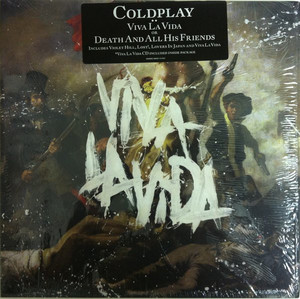 COLDPLAY
VIVA LA VIDA
OR
DEATH AND ALL HIS FRIENDS
INCLUDES VIOLET HILL, LOST!, LOVERS IN JAPAN AND VIVA LA VIDA
VIVA
LA VIDA